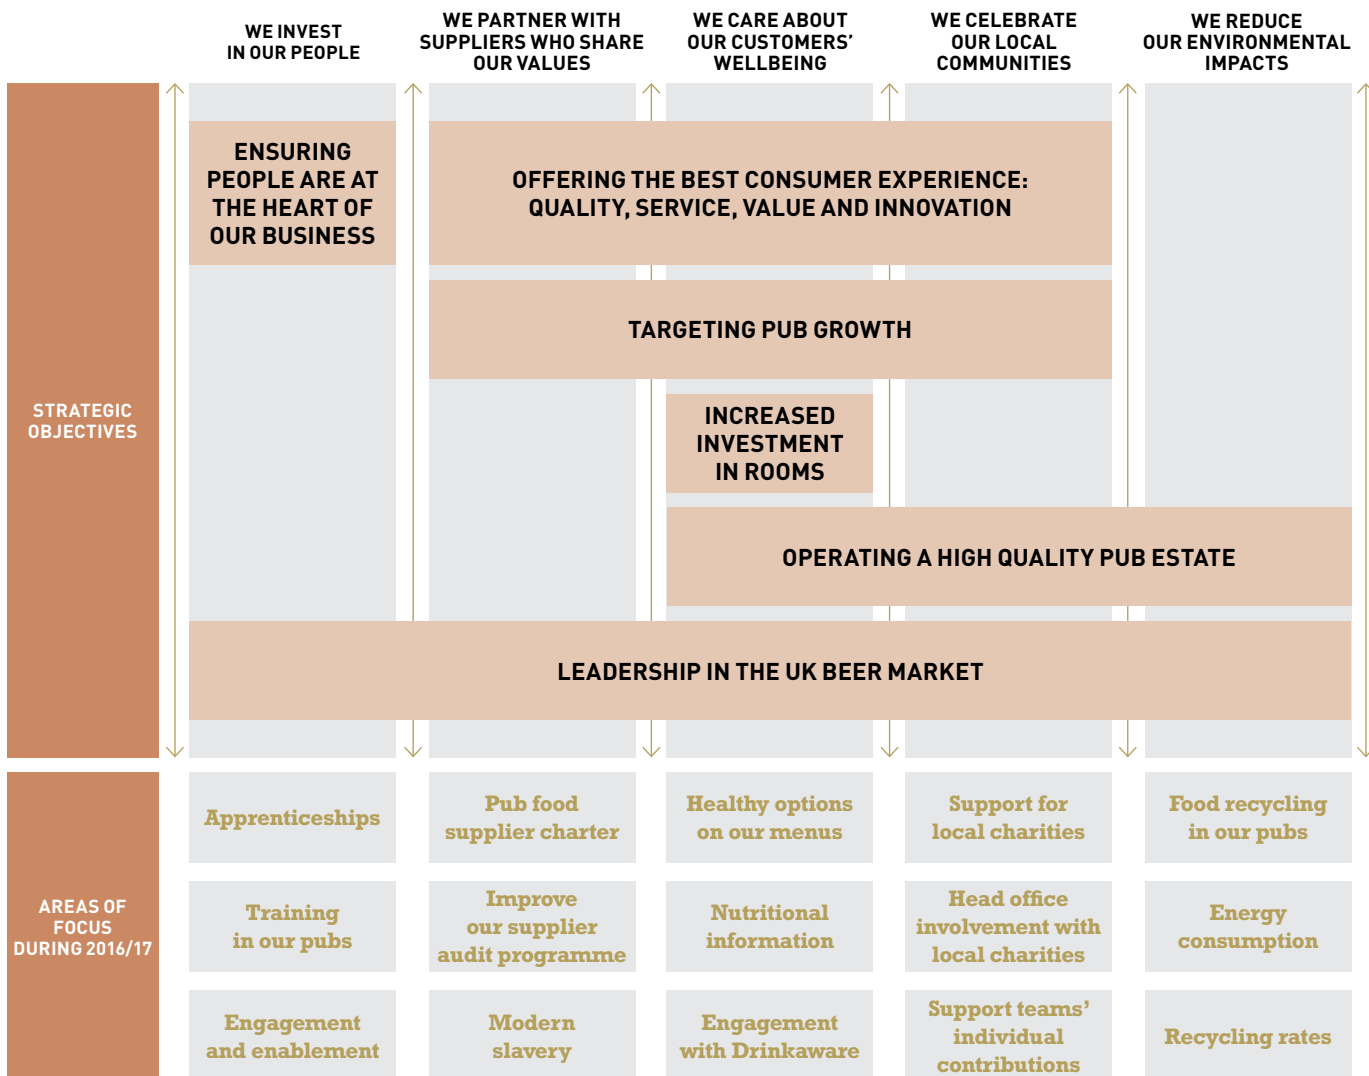 WE INVEST
IN OUR PEOPLE
WE PARTNER WITH
SUPPLIERS WHO SHARE
OUR VALUES
WE CARE ABOUT
OUR CUSTOMERS’
WELLBEING
WE CELEBRATE
OUR LOCAL
COMMUNITIES
WE REDUCE
OUR ENVIRONMENTAL
IMPACTS
STRATEGIC
OBJECTIVES
ENSURING
PEOPLE ARE AT
THE HEART OF
OUR BUSINESS
OFFERING THE BEST CONSUMER EXPERIENCE:
QUALITY, SERVICE, VALUE AND INNOVATION
TARGETING PUB GROWTH
INCREASED
INVESTMENT
IN ROOMS
OPERATING A HIGH QUALITY PUB ESTATE
LEADERSHIP IN THE UK BEER MARKET
AREAS OF
FOCUS
DURING 2016/17
Apprenticeships
Pub food
supplier charter
Healthy options
on our menus
Support for
local charities
Food recycling
in our pubs
Training
in our pubs
Improve
our supplier
audit programme
Nutritional
information
Head office
involvement with
local charities
Energy
consumption
Engagement
and enablement
Modern
slavery
Engagement
with Drinkaware
Support teams’
individual
contributions
Recycling rates